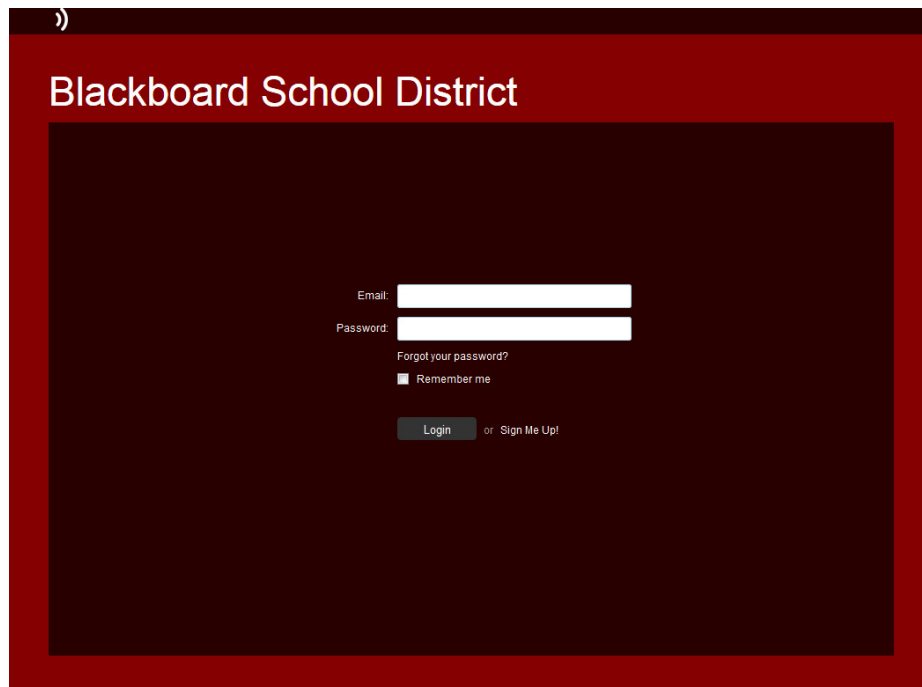 Blackboard School District
Email:
Password:
Forgot your password?
Remember me
Login or Sign Me Up!